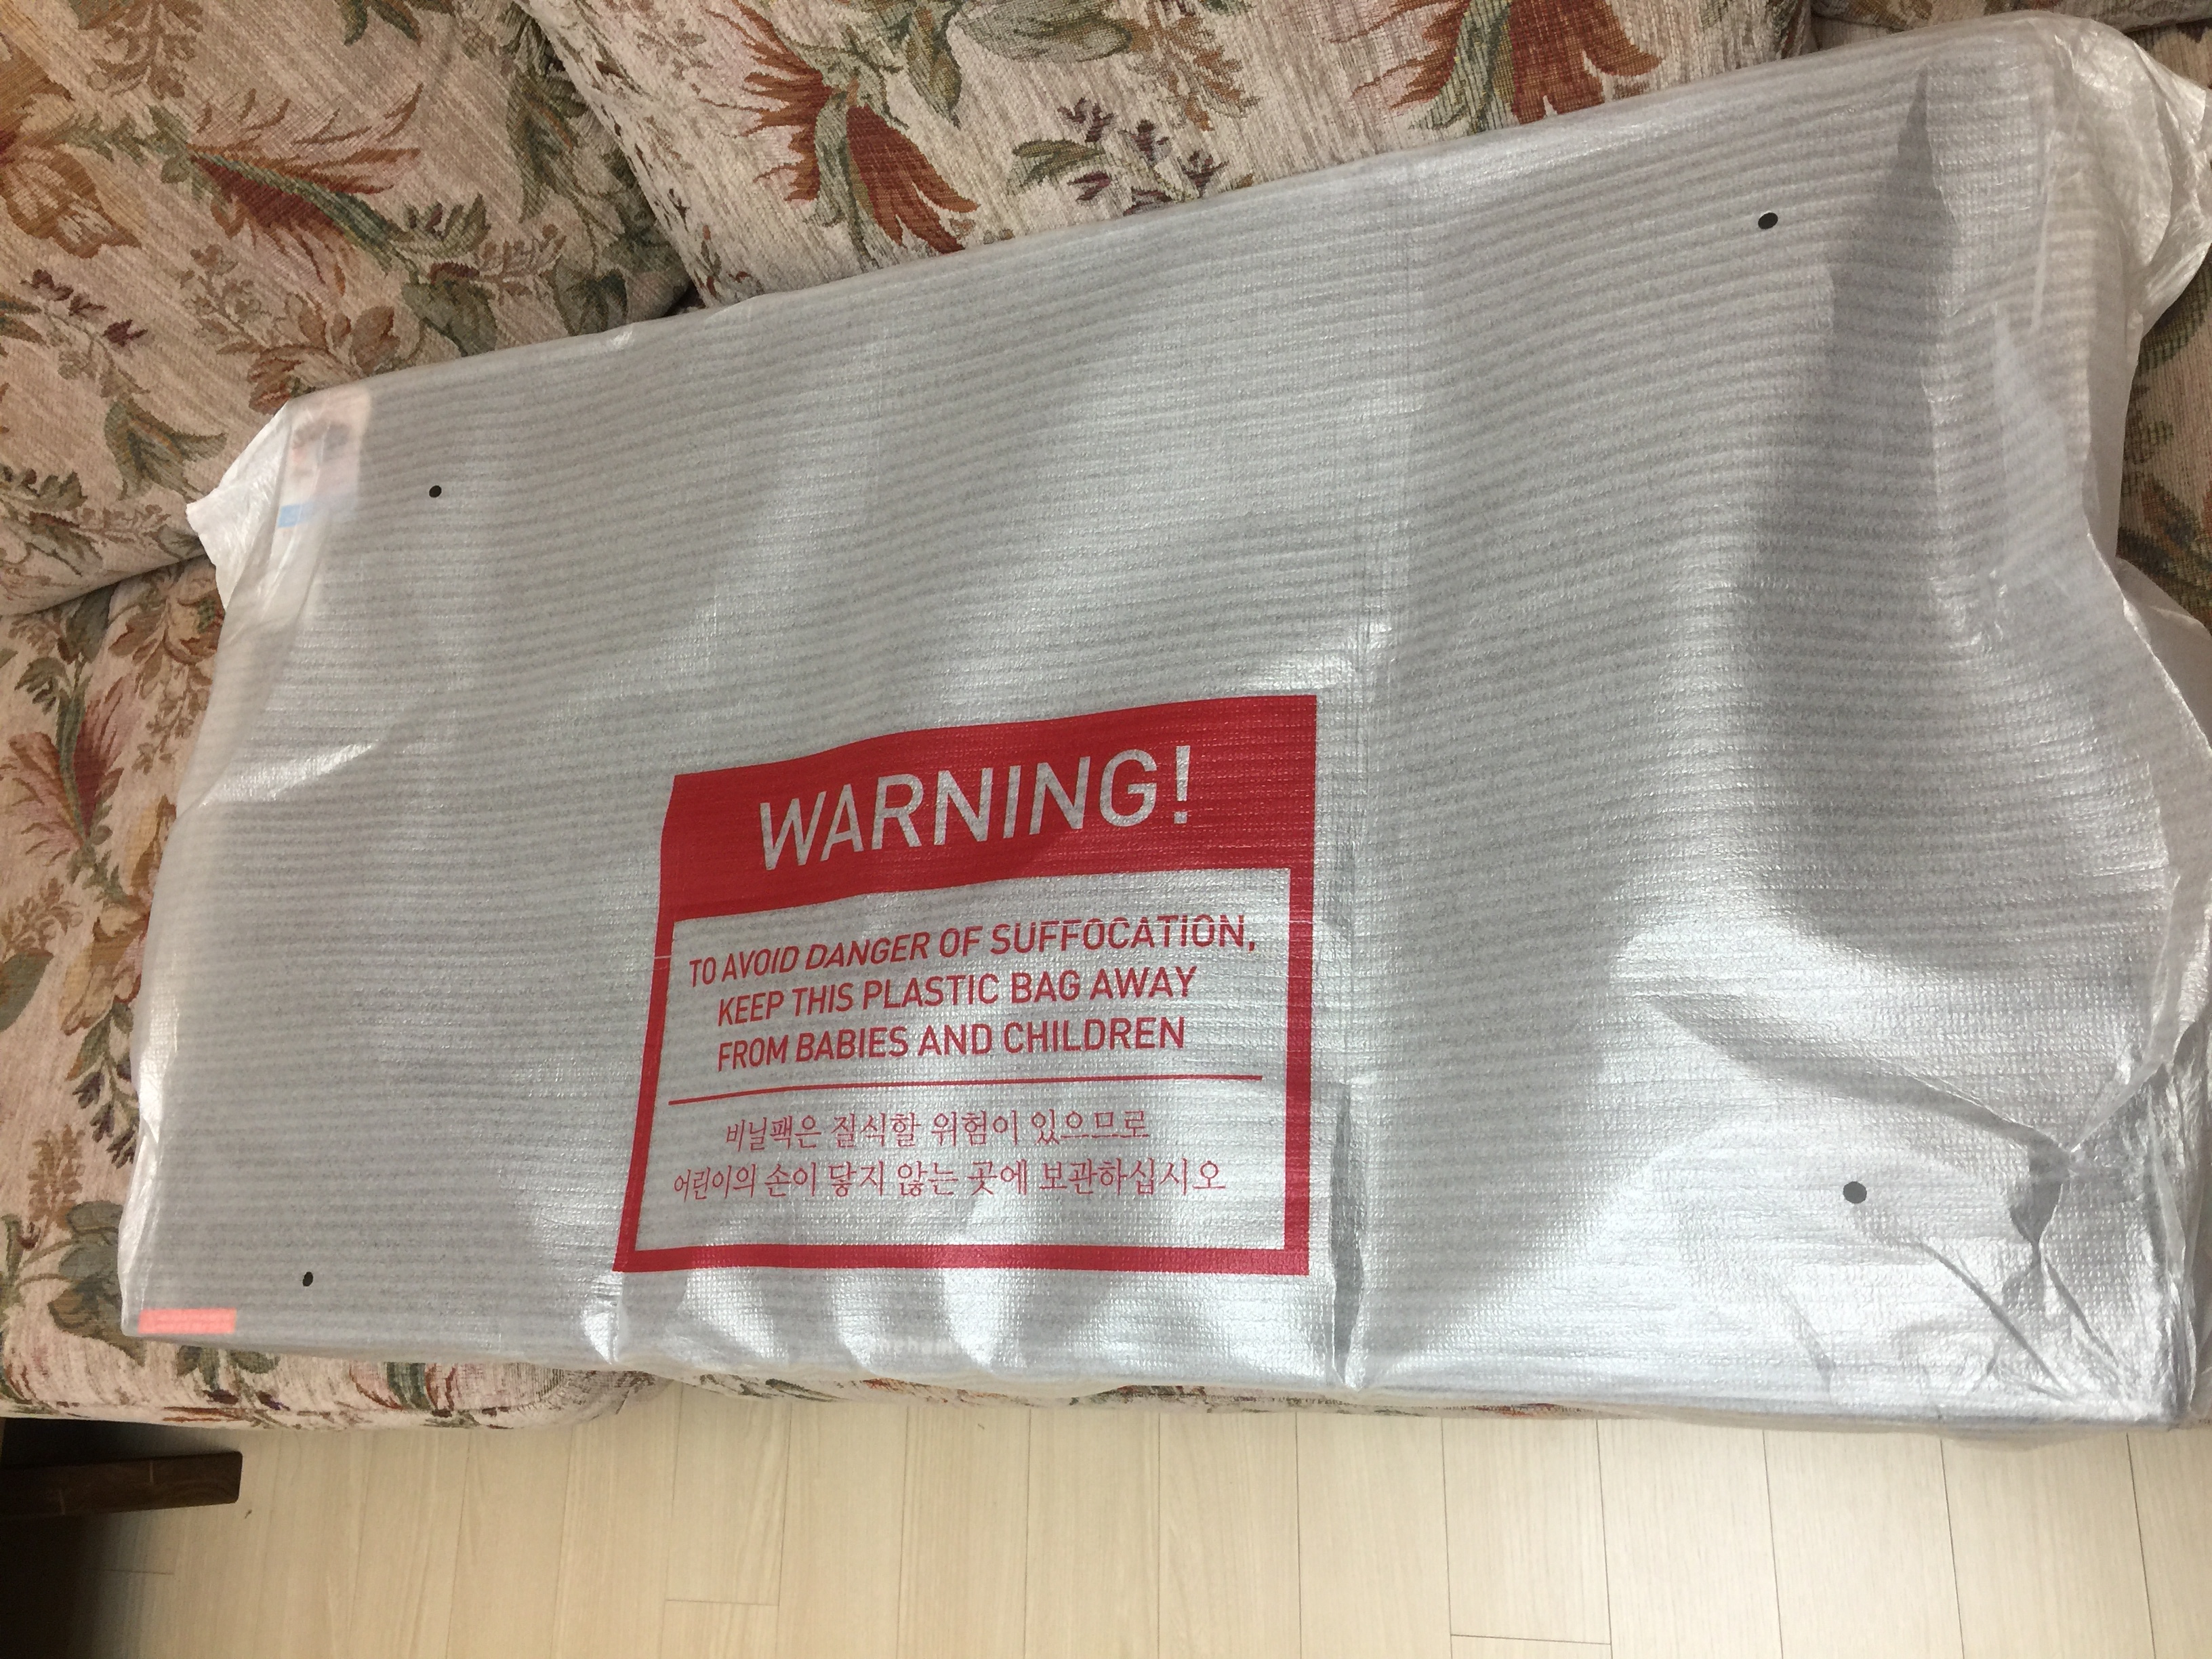 WARNING!
TO AVOID DANGER OF SUFFOCATION,
KEEP THIS PLASTIC BAG AWAY
FROM BABIES AND CHILDREN
비닐팩은 질식할 위험이 있으므로
어린이의 손이 닿지 않는 곳에 보관하십시오